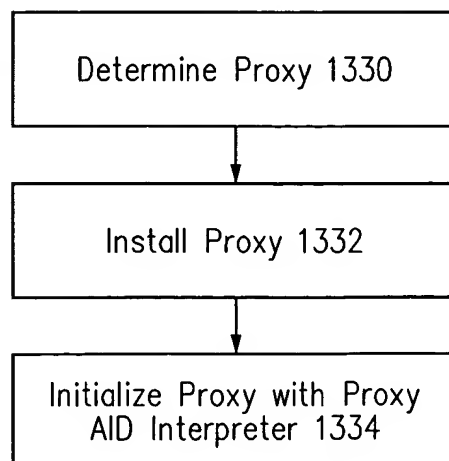 Determine Proxy 1330
Install Proxy 1332
Initialize Proxy with Proxy
AID Interpreter 1334